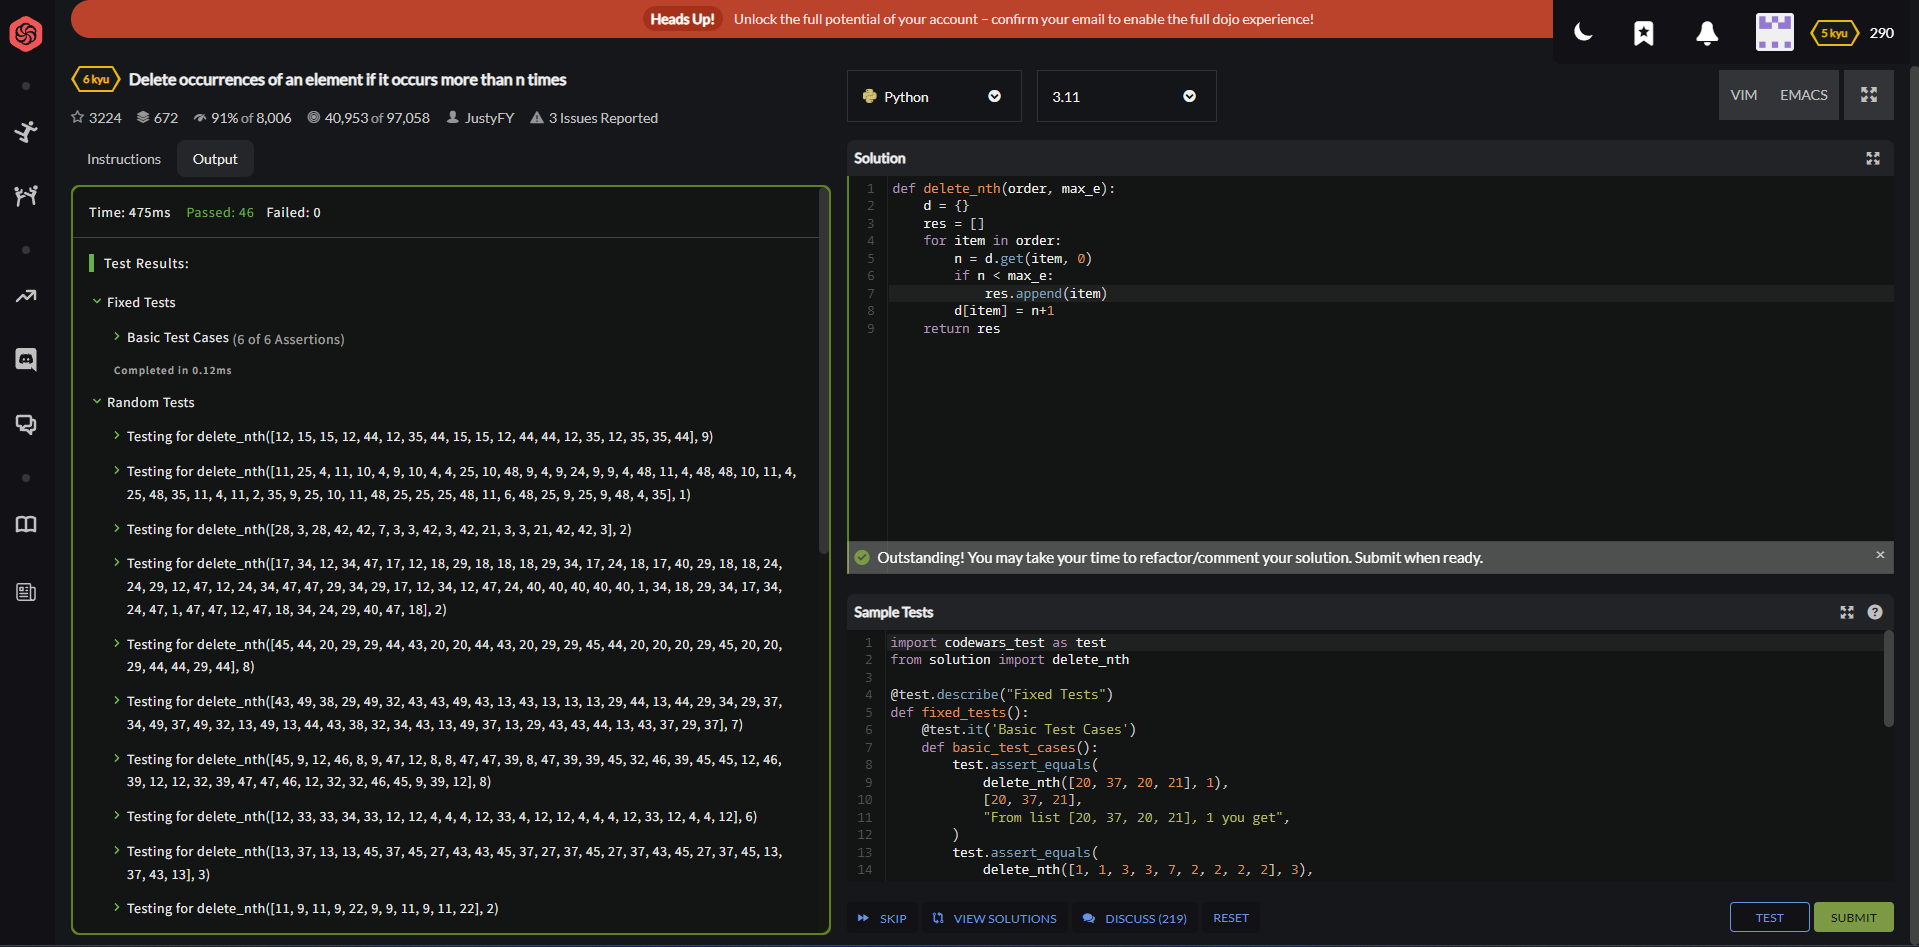 Heads Up! Unlock the full potential of your account – confirm your email to enable the full dojo experience!
5 kyu 290
6 kyu Delete occurrences of an element if it occurs more than n times
3224 672 91% of 8,006 40,953 of 97,058 JustyFY 3 Issues Reported
Instructions Output
Time: 475ms Passed: 46 Failed: 0
Test Results:
Fixed Tests
Basic Test Cases (6 of 6 Assertions)
Completed in 0.12ms
Random Tests
Testing for delete_nth([12, 15, 15, 12, 44, 12, 35, 44, 15, 15, 12, 44, 44, 12, 35, 12, 35, 35, 44], 9)
Testing for delete_nth([11, 25, 4, 11, 10, 4, 9, 10, 4, 4, 25, 10, 48, 9, 4, 9, 24, 9, 9, 4, 48, 11, 4, 48, 48, 10, 11, 4,
25, 48, 35, 11, 4, 11, 2, 35, 9, 25, 10, 11, 48, 25, 25, 25, 48, 11, 6, 48, 25, 9, 25, 9, 48, 4, 35], 1)
Testing for delete_nth([28, 3, 28, 42, 42, 7, 3, 3, 42, 3, 42, 21, 3, 3, 21, 42, 42, 3], 2)
Testing for delete_nth([17, 34, 12, 34, 47, 17, 12, 18, 29, 18, 18, 18, 29, 34, 17, 24, 18, 17, 40, 29, 18, 18, 24,
24, 29, 12, 47, 12, 24, 34, 47, 47, 29, 34, 29, 17, 12, 34, 12, 47, 24, 40, 40, 40, 40, 40, 1, 34, 18, 29, 34, 17, 34,
24, 47, 1, 47, 47, 12, 47, 18, 34, 24, 29, 40, 47, 18], 2)
Testing for delete_nth([45, 44, 20, 29, 29, 44, 43, 20, 20, 44, 43, 20, 29, 29, 45, 44, 20, 20, 20, 29, 45, 20, 20,
29, 44, 44, 29, 44], 8)
Testing for delete_nth([43, 49, 38, 29, 49, 32, 43, 43, 49, 43, 13, 43, 13, 13, 13, 29, 44, 13, 44, 29, 34, 29, 37,
34, 49, 37, 49, 32, 13, 49, 13, 44, 43, 38, 32, 34, 43, 13, 49, 37, 13, 29, 43, 43, 44, 13, 43, 37, 29, 37], 7)
Testing for delete_nth([45, 9, 12, 46, 8, 9, 47, 12, 8, 8, 47, 47, 39, 8, 47, 39, 39, 45, 32, 46, 39, 45, 45, 12, 46,
39, 12, 12, 32, 39, 47, 47, 46, 12, 32, 32, 46, 45, 9, 39, 12], 8)
Testing for delete_nth([12, 33, 33, 34, 33, 12, 12, 4, 4, 4, 12, 33, 4, 12, 12, 4, 4, 4, 12, 33, 12, 4, 4, 12], 6)
Testing for delete_nth([13, 37, 13, 13, 45, 37, 45, 27, 43, 43, 45, 37, 27, 37, 45, 27, 37, 43, 45, 27, 37, 45, 13,
37, 43, 13], 3)
Testing for delete_nth([11, 9, 11, 9, 22, 9, 9, 11, 9, 11, 22], 2)
Python 3.11 VIM EMACS
Solution
1 def delete_nth(order, max_e):
2 d = {}
3 res = []
4 for item in order:
5 n = d.get(item, 0)
6 if n < max_e:
7 res.append(item)
8 d[item] = n+1
9 return res
Outstanding! You may take your time to refactor/comment your solution. Submit when ready. ×
Sample Tests ?
1 import codewars_test as test
2 from solution import delete_nth
3
4 @test.describe("Fixed Tests")
5 def fixed_tests():
6 @test.it('Basic Test Cases')
7 def basic_test_cases():
8 test.assert_equals(
9 delete_nth([20, 37, 20, 21], 1),
10 [20, 37, 21],
11 "From list [20, 37, 20, 21], 1 you get",
12 )
13 test.assert_equals(
14 delete_nth([1, 1, 3, 3, 7, 2, 2, 2, 2], 3),
SKIP VIEW SOLUTIONS DISCUSS (219) RESET TEST SUBMIT